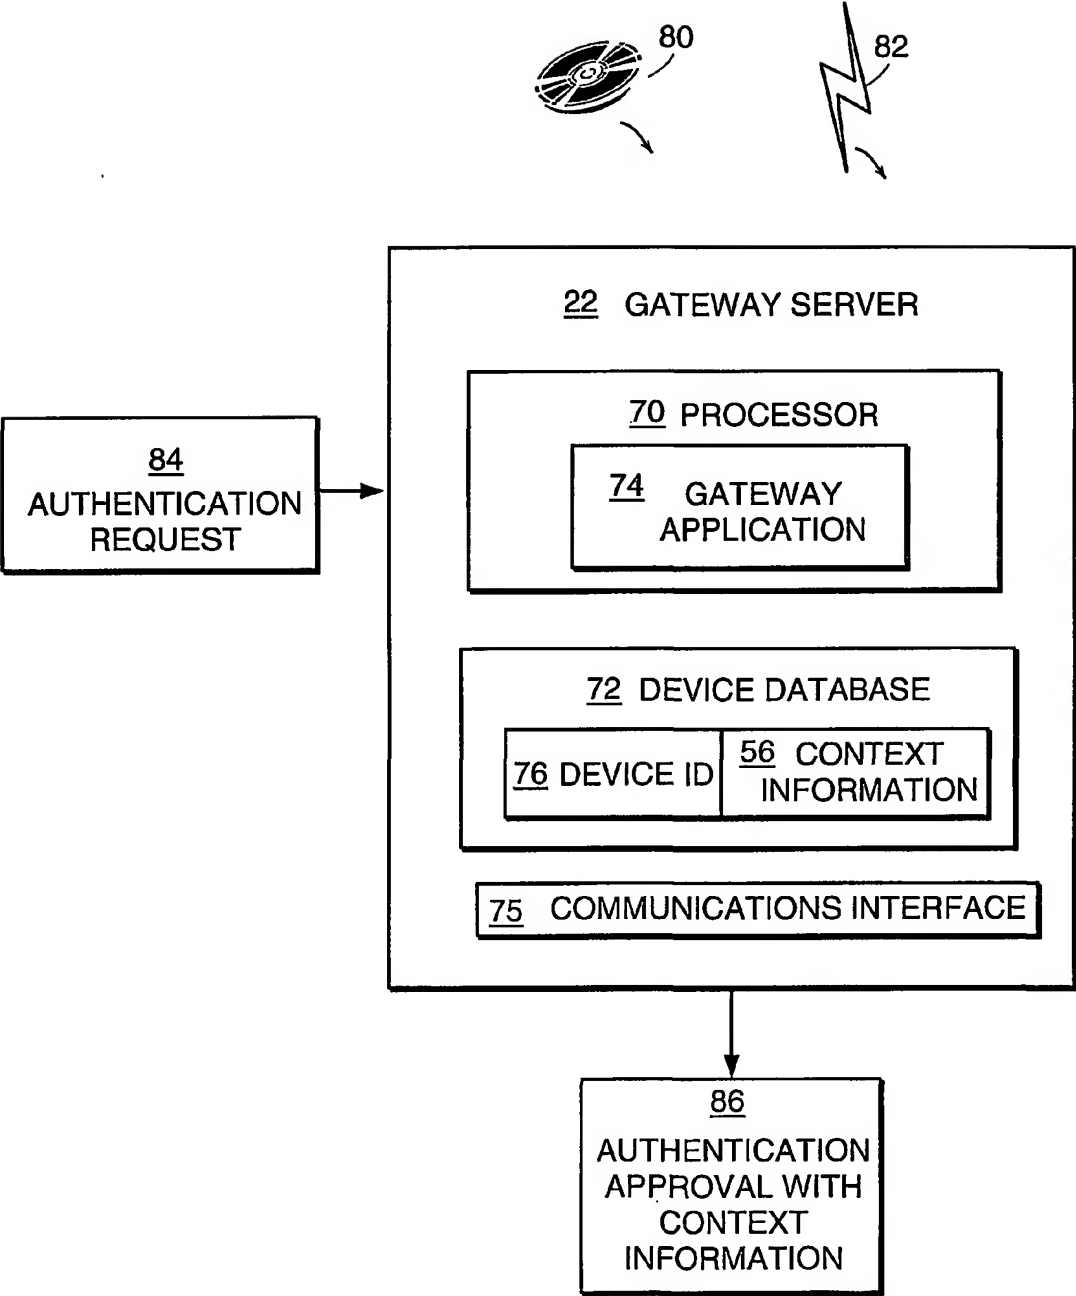 80
82
22 GATEWAY SERVER
70 PROCESSOR
74 GATEWAY
APPLICATION
84
AUTHENTICATION
REQUEST
72 DEVICE DATABASE
76 DEVICE ID
56 CONTEXT
INFORMATION
75 COMMUNICATIONS INTERFACE
86
AUTHENTICATION
APPROVAL WITH
CONTEXT
INFORMATION